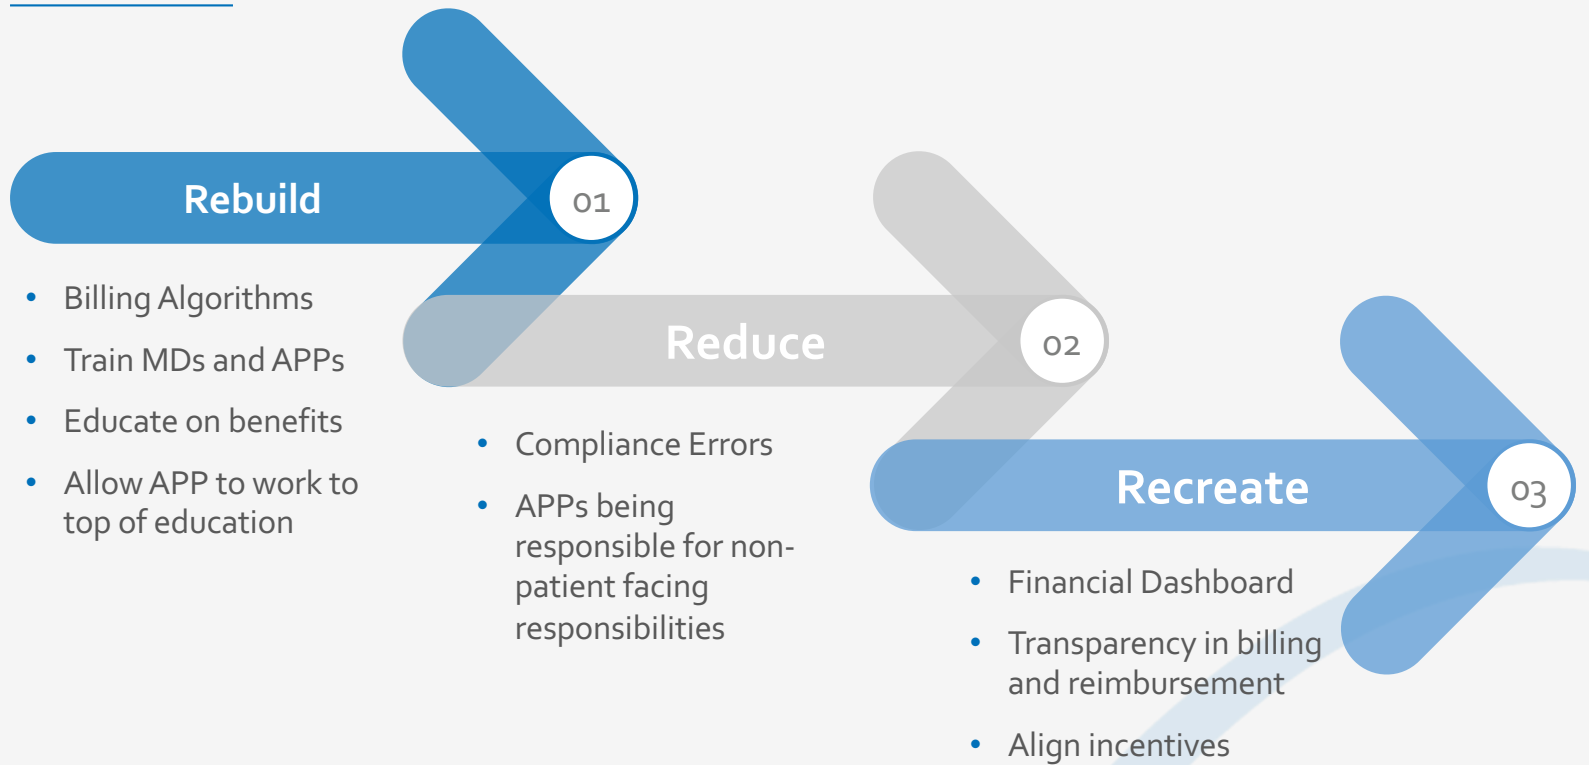 Rebuild
01
• Billing Algorithms
• Train MDs and APPs
• Educate on benefits
• Allow APP to work to
top of education
Reduce
02
• Compliance Errors
• APPs being
responsible for non-
patient facing
responsibilities
Recreate
03
• Financial Dashboard
• Transparency in billing
and reimbursement
• Align incentives